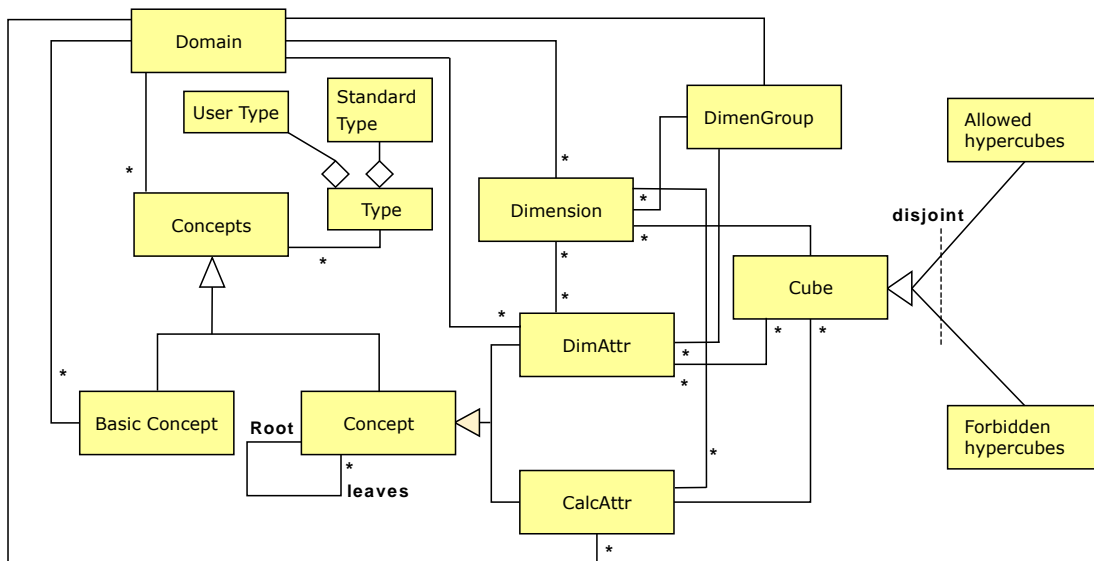 Domain
User Type
Standard
Type
DimenGroup
Allowed
hypercubes
*
*
Concepts
Type
Dimension
*
*
disjoint
*
*
*
Cube
*
*
*
*
DimAttr
*
*
*
Basic Concept
Root
Concept
Forbidden
hypercubes
*
*
leaves
CalcAttr
*